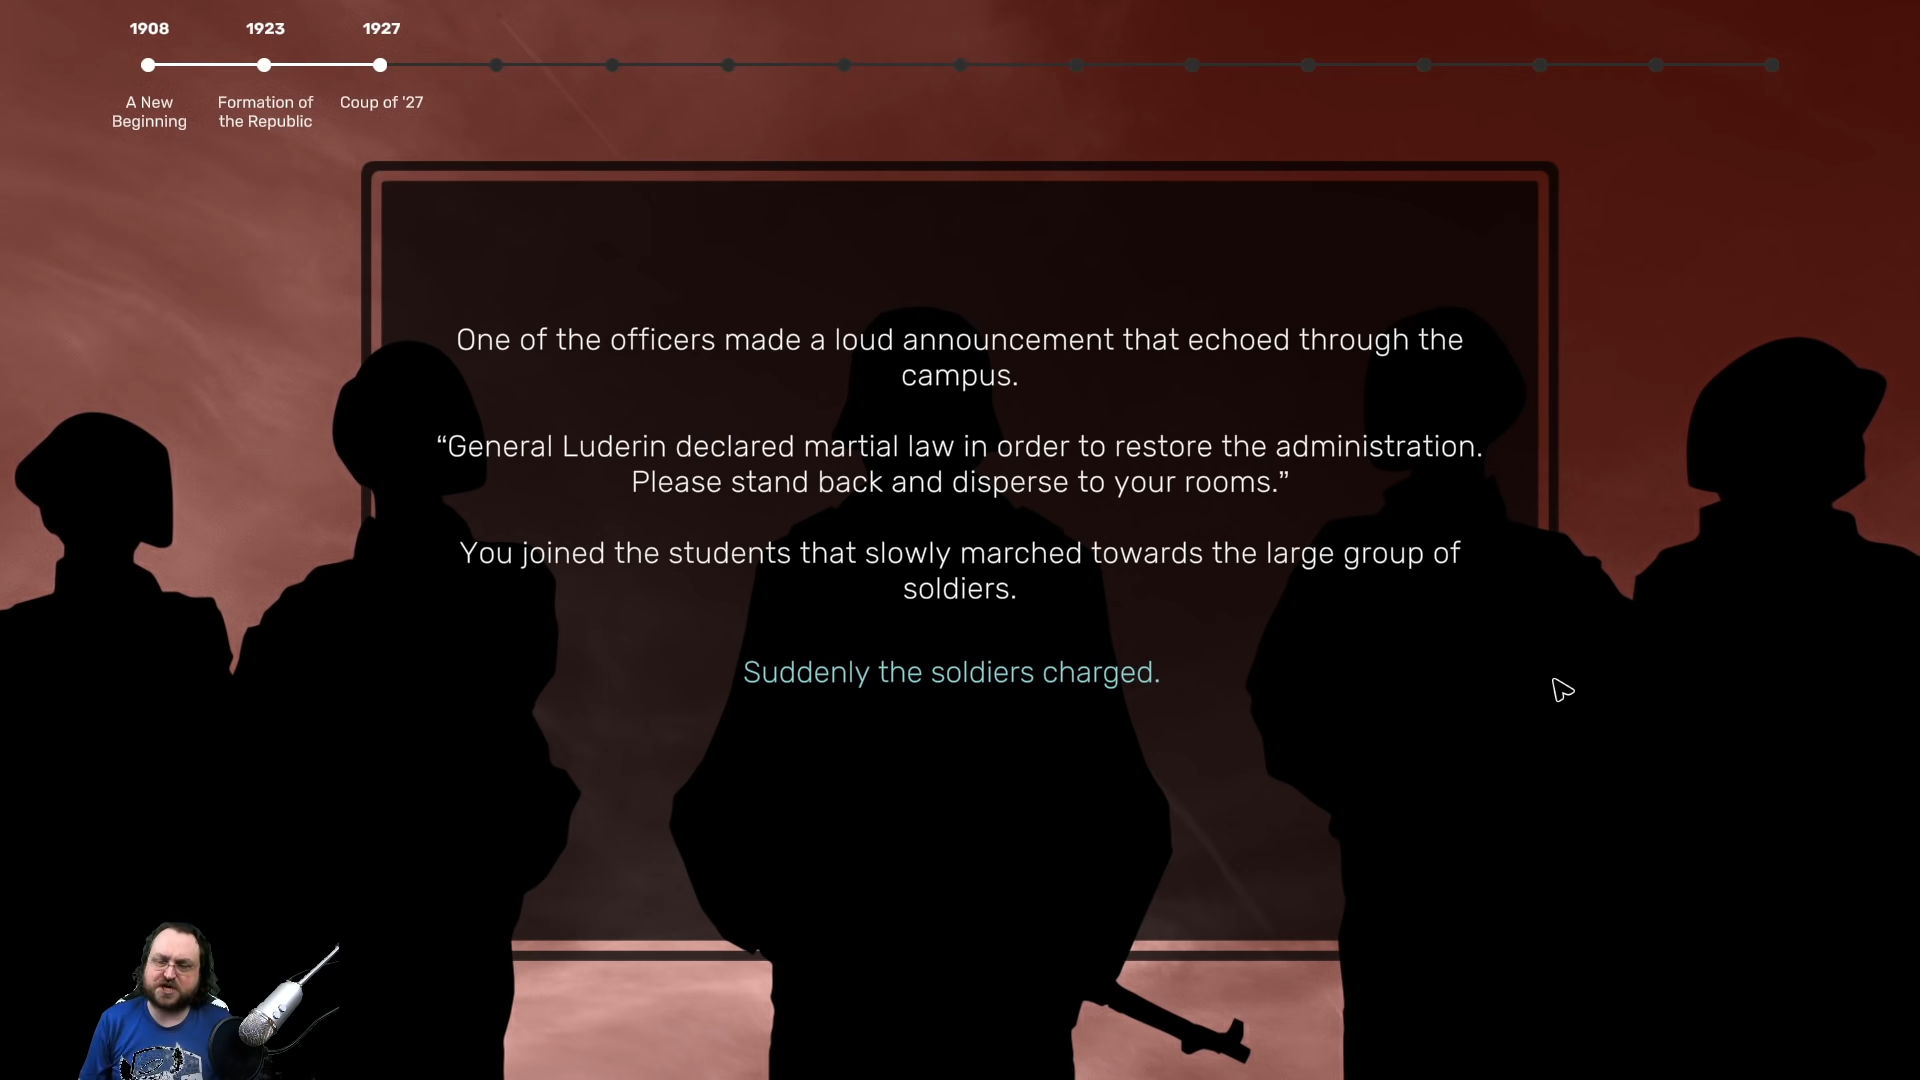 1908
1923
1927
A New
Beginning
Formation of
the Republic
Coup of '27
One of the officers made a loud announcement that echoed through the
campus.
“General Luderin declared martial law in order to restore the administration.
Please stand back and disperse to your rooms.”
You joined the students that slowly marched towards the large group of
soldiers.
Suddenly the soldiers charged.